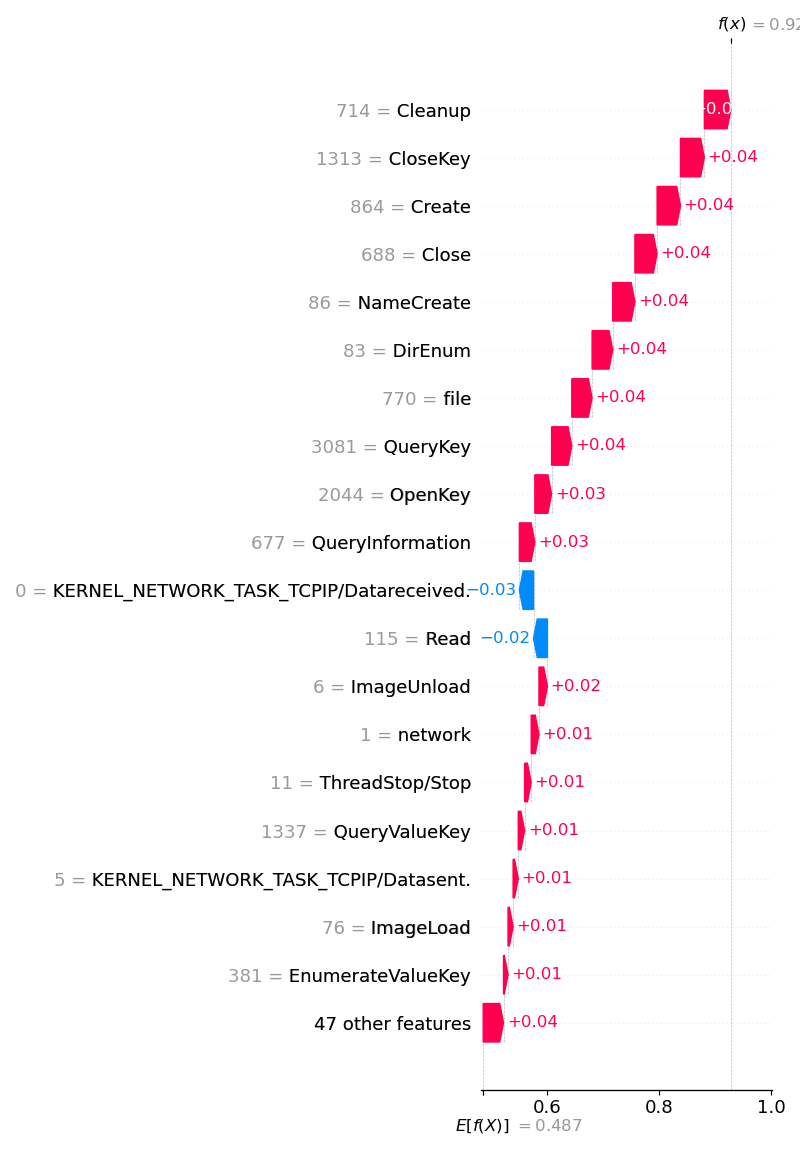 f(x) = 0.92
714 = Cleanup
1313 = CloseKey +0.04
864 = Create +0.04
688 = Close +0.04
86 = NameCreate +0.04
83 = DirEnum +0.04
770 = file +0.04
3081 = QueryKey +0.04
2044 = OpenKey +0.03
677 = QueryInformation +0.03
0 = KERNEL_NETWORK_TASK_TCPIP/Datareceived. −0.03
115 = Read −0.02
6 = ImageUnload +0.02
1 = network +0.01
11 = ThreadStop/Stop +0.01
1337 = QueryValueKey +0.01
5 = KERNEL_NETWORK_TASK_TCPIP/Datasent. +0.01
76 = ImageLoad +0.01
381 = EnumerateValueKey +0.01
47 other features +0.04
0.6 0.8 1.0
E[f(X)] = 0.487